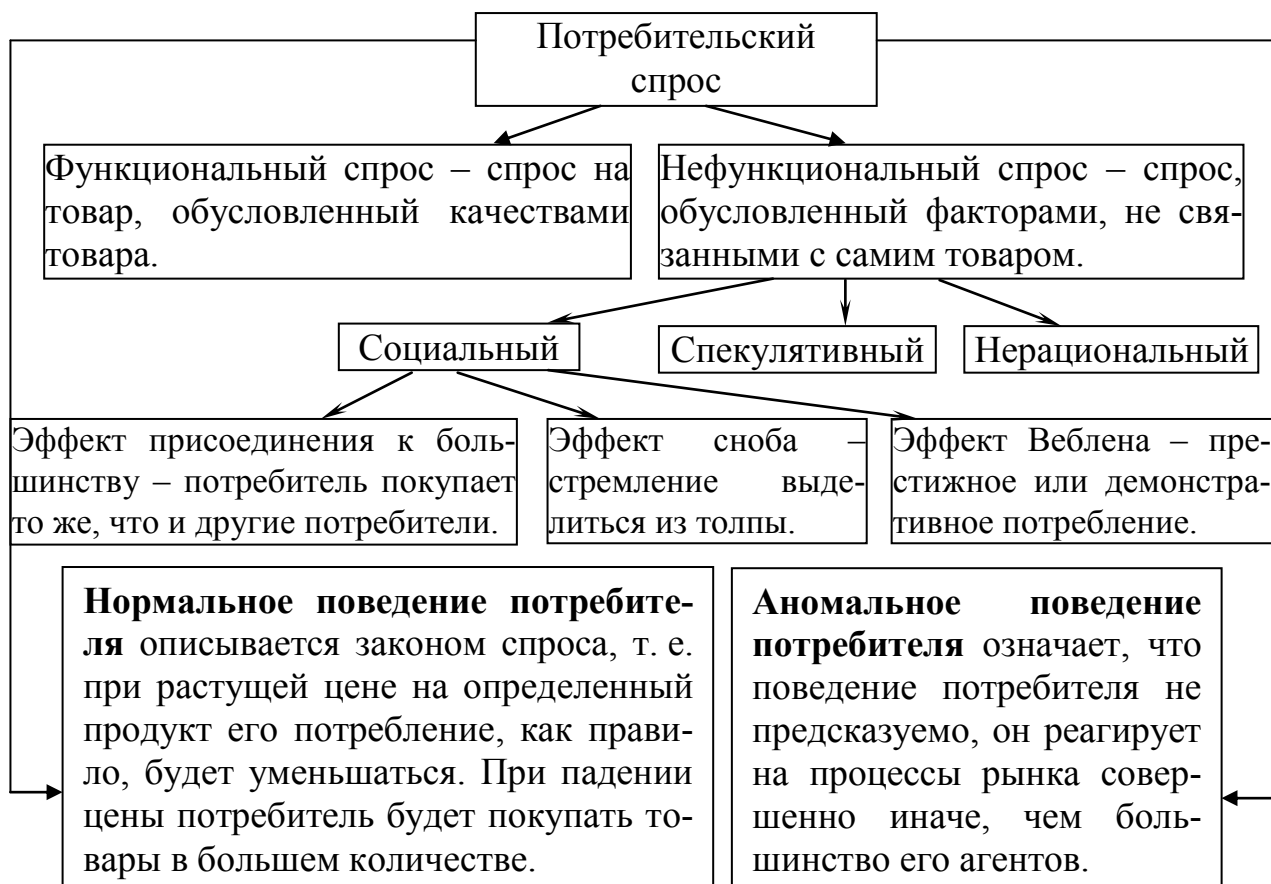 Потребительский
спрос
Функциональный спрос – спрос на
товар, обусловленный качествами
товара.
Нефункциональный спрос – спрос,
обусловленный факторами, не свя-
занными с самим товаром.
Социальный
Спекулятивный
Нерациональный
Эффект присоединения к боль-
шинству – потребитель покупает
то же, что и другие потребители.
Эффект сноба –
стремление выде-
литься из толпы.
Эффект Веблена – пре-
стижное или демонстра-
тивное потребление.
Нормальное поведение потребите-
ля описывается законом спроса, т. е.
при растущей цене на определенный
продукт его потребление, как прави-
ло, будет уменьшаться. При падении
цены потребитель будет покупать то-
вары в большем количестве.
Аномальное поведение
потребителя означает, что
поведение потребителя не
предсказуемо, он реагирует
на процессы рынка совер-
шенно иначе, чем боль-
шинство его агентов.